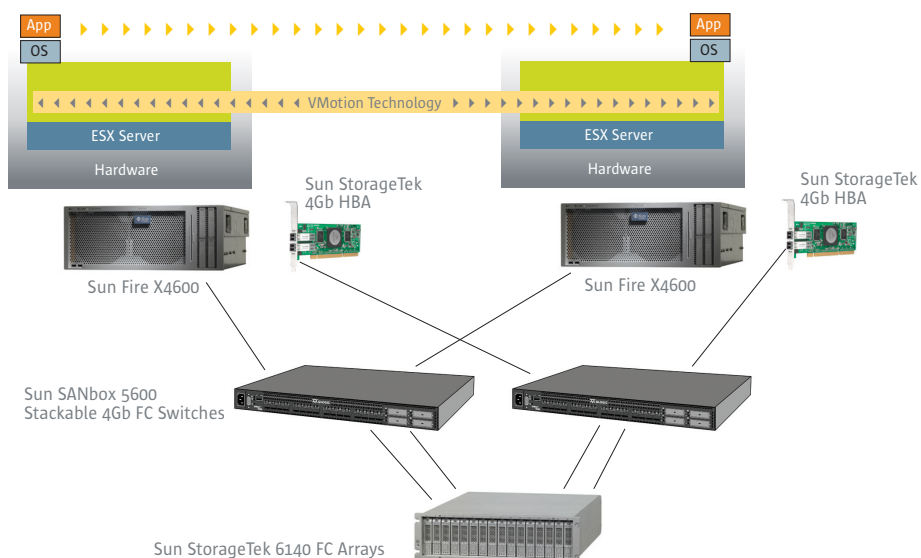 App
App
OS
OS
VMotion Technology
ESX Server
ESX Server
Hardware
Hardware
Sun StorageTek
4Gb HBA
Sun StorageTek
4Gb HBA
Sun Fire X4600
Sun Fire X4600
Sun SANbox 5600
Stackable 4Gb FC Switches
Sun StorageTek 6140 FC Arrays